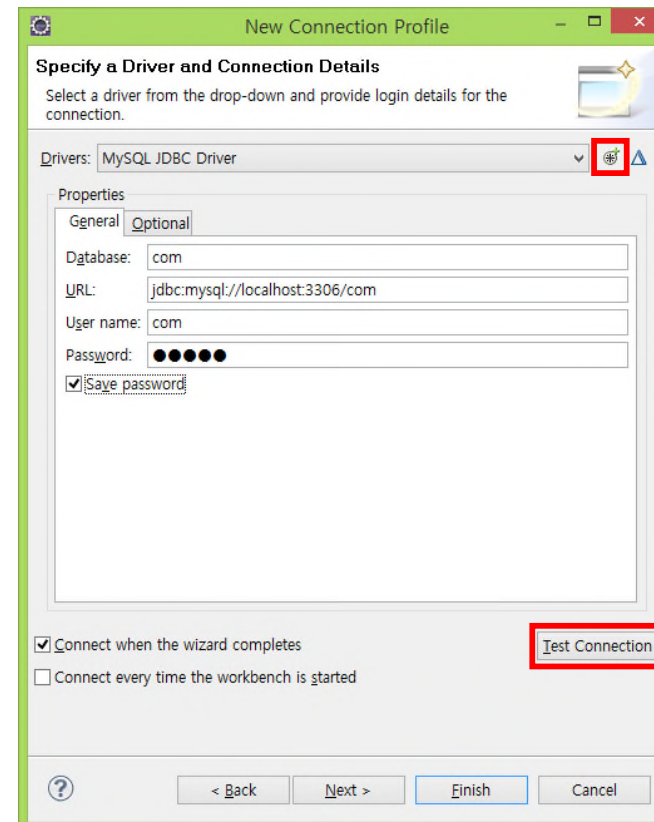 New Connection Profile
Specify a Driver and Connection Details
Select a driver from the drop-down and provide login details for the
connection.
Drivers: MySQL JDBC Driver
Properties
General Optional
Database: com
URL: jdbc:mysql://localhost:3306/com
User name: com
Password: ●●●●●
Save password
Connect when the wizard completes
Test Connection
Connect every time the workbench is started
? < Back Next > Finish Cancel